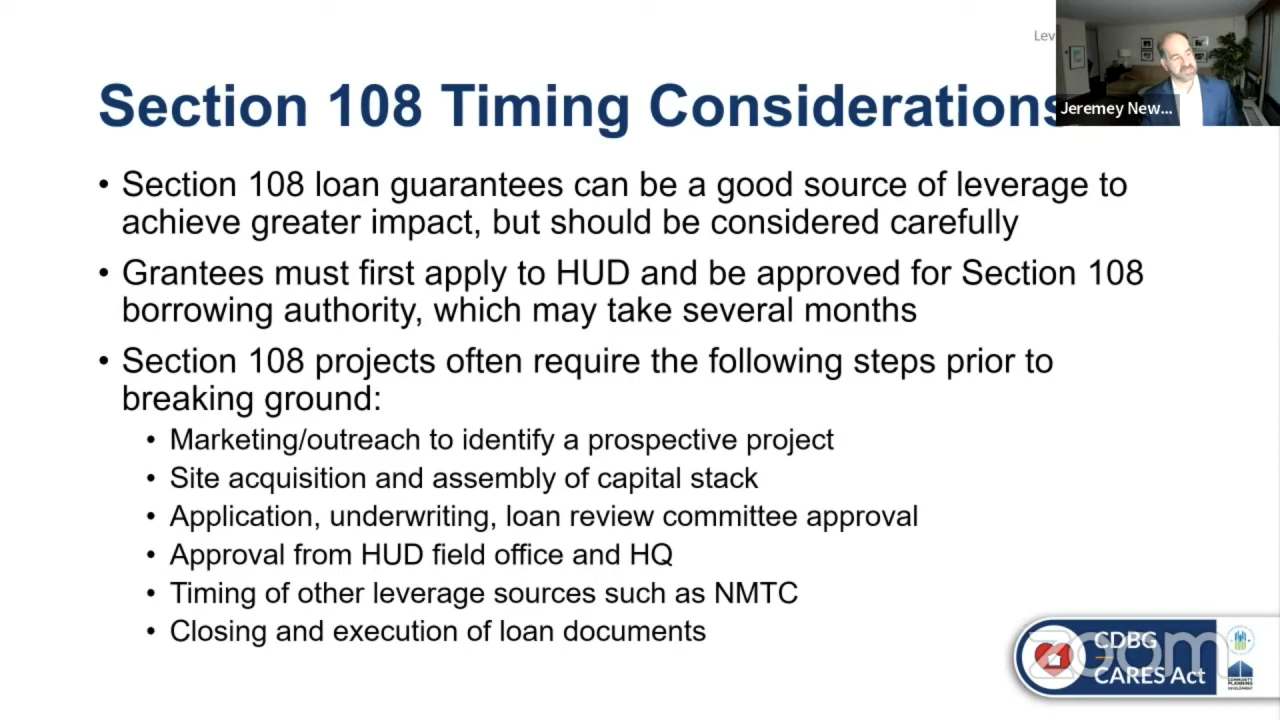 Lev
Section 108 Timing Considerations
Jeremey New...
• Section 108 loan guarantees can be a good source of leverage to
achieve greater impact, but should be considered carefully
• Grantees must first apply to HUD and be approved for Section 108
borrowing authority, which may take several months
• Section 108 projects often require the following steps prior to
breaking ground:
• Marketing/outreach to identify a prospective project
• Site acquisition and assembly of capital stack
• Application, underwriting, loan review committee approval
• Approval from HUD field office and HQ
• Timing of other leverage sources such as NMTC
• Closing and execution of loan documents
CDBG
zoom
CARES Act
COMMUNITY
PLANNING
DEVELOPMENT